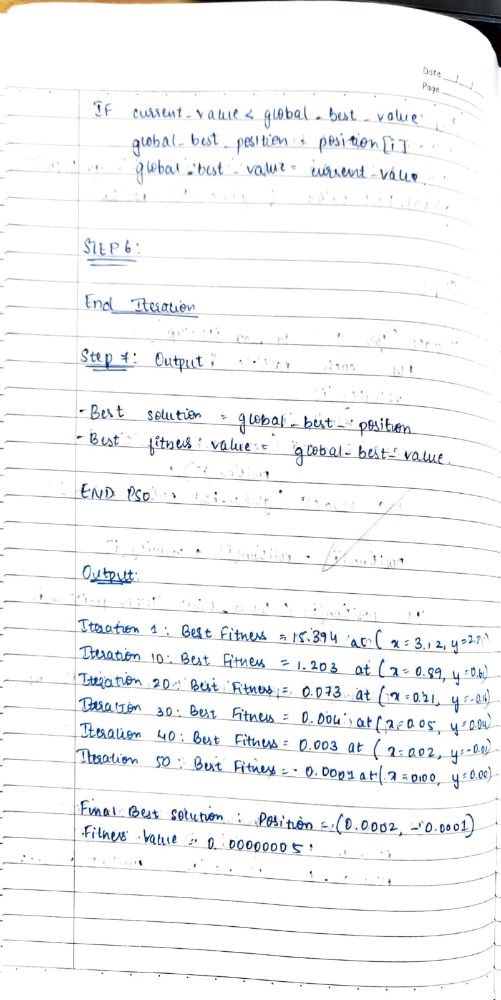 Date
Page
IF current_value < global_best_value
global_best_position = position[i]
global_best_value = current_value.
STEP 6:
End Iteration
Step 7: Output:
- Best solution = global_best_position
- Best fitness value = global_best_value.
END PSO
Output:
Iteration 1: Best Fitness = 15.394 at (x = 3.12, y = 2.
Iteration 10: Best Fitness = 1.203 at (x = 0.89, y = 0.61)
Iteration 20: Best Fitness = 0.073 at (x = 0.21, y = -0.16)
Iteration 30: Best Fitness = 0.004 at (x = 0.05, y = 0.04)
Iteration 40: Best Fitness = 0.003 at (x = 0.02, y = -0.01)
Iteration 50: Best Fitness = 0.0001 at (x = 0.00, y = 0.00)
Final Best solution: Position = (0.0002, -0.0001)
Fitness Value = 0.00000005